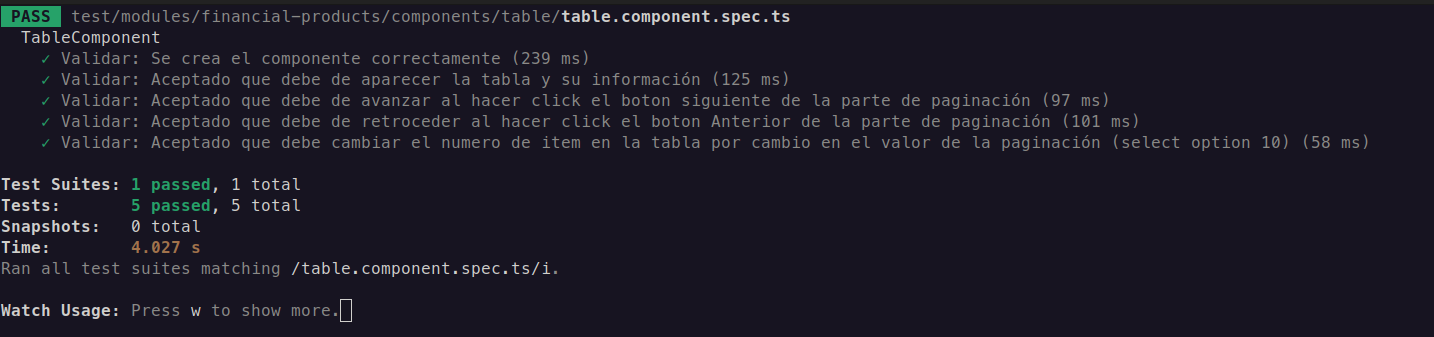 PASS test/modules/financial-products/components/table/table.component.spec.ts
TableComponent
✓ Validar: Se crea el componente correctamente (239 ms)
✓ Validar: Aceptado que debe de aparecer la tabla y su información (125 ms)
✓ Validar: Aceptado que debe de avanzar al hacer click el boton siguiente de la parte de paginación (97 ms)
✓ Validar: Aceptado que debe de retroceder al hacer click el boton Anterior de la parte de paginación (101 ms)
✓ Validar: Aceptado que debe cambiar el numero de item en la tabla por cambio en el valor de la paginación (select option 10) (58 ms)
Test Suites: 1 passed, 1 total
Tests: 5 passed, 5 total
Snapshots: 0 total
Time: 4.027 s
Ran all test suites matching /table.component.spec.ts/i.
Watch Usage: Press w to show more.